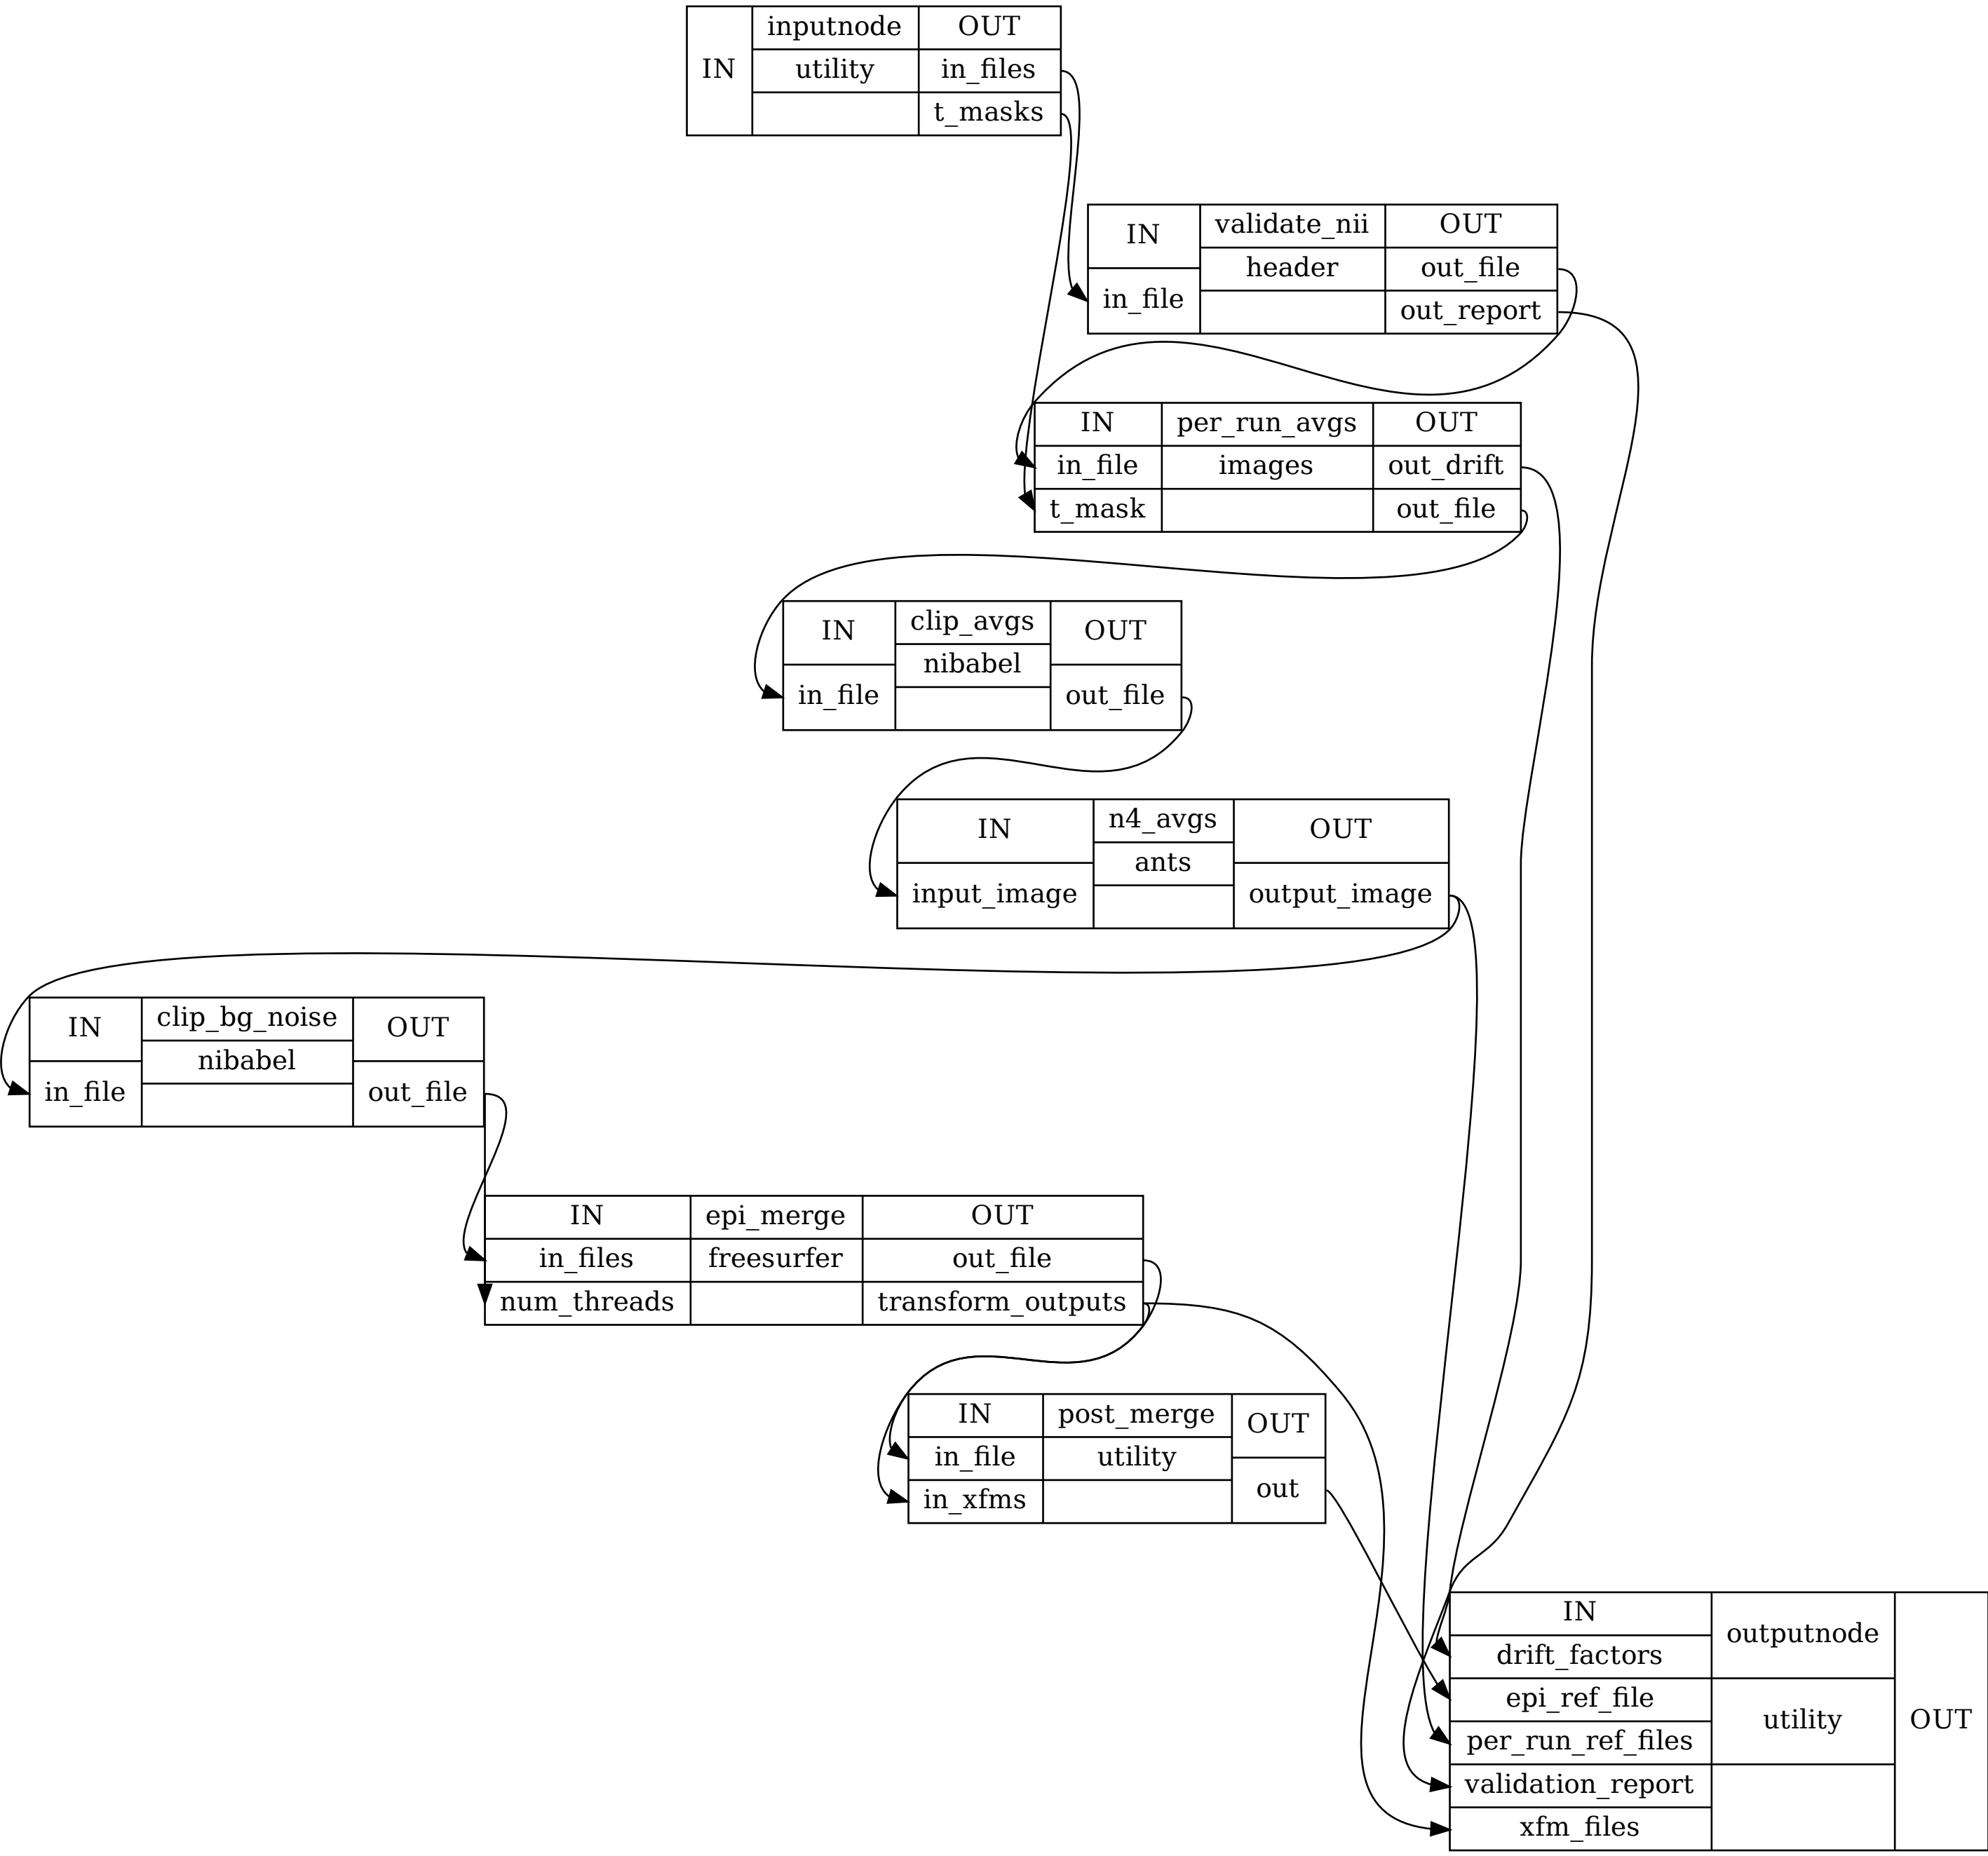 inputnode OUT
IN utility in_files
t_masks
IN validate_nii OUT
header out_file
in_file out_report
IN per_run_avgs OUT
in_file images out_drift
t_mask out_file
IN clip_avgs OUT
nibabel
in_file out_file
IN n4_avgs OUT
ants
input_image output_image
IN clip_bg_noise OUT
nibabel
in_file out_file
IN epi_merge OUT
in_files freesurfer out_file
num_threads transform_outputs
IN post_merge OUT
in_file utility
in_xfms out
IN
outputnode
drift_factors
epi_ref_file
utility OUT
per_run_ref_files
validation_report
xfm_files